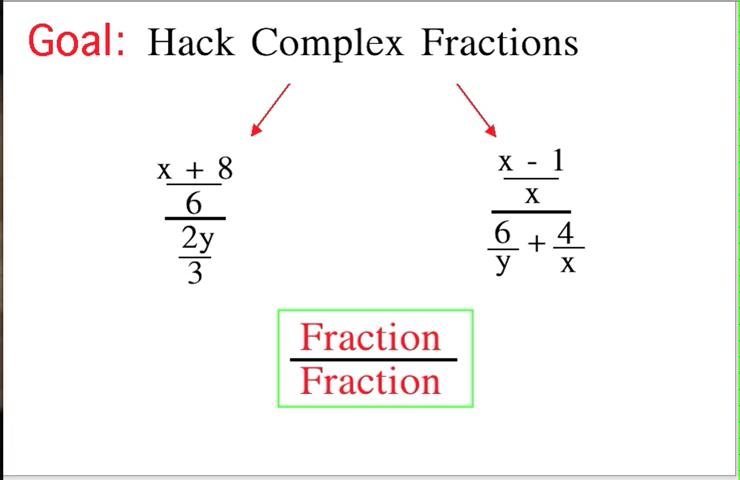 Goal: Hack Complex Fractions
x + 8
6
2y
3
x - 1
x
6 + 4
y x
Fraction
Fraction